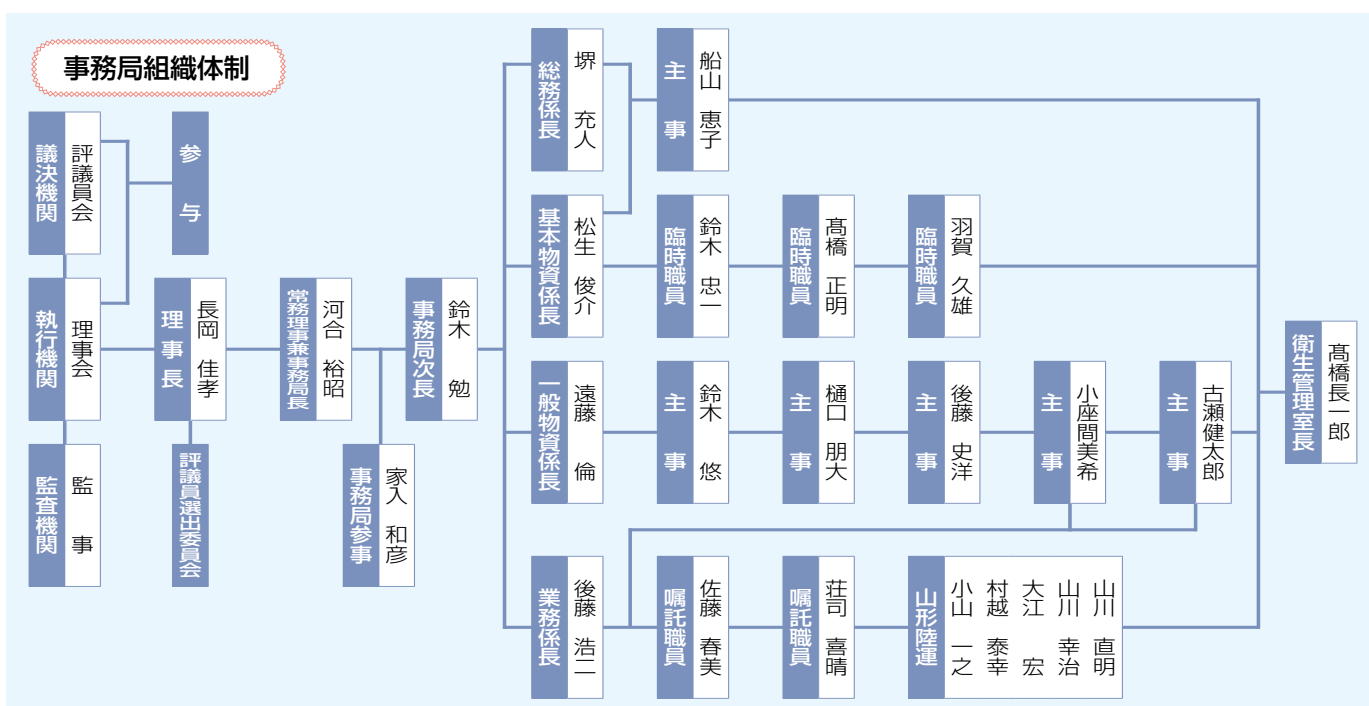 事務局組織体制
議決機関
評議員会
参与
執行機関
理事会
監査機関
監事
理事長
長岡 佳孝
評議員選出委員会
常務理事兼事務局長
河合 裕昭
事務局参事
家入 和彦
事務局次長
鈴木 勉
総務係長
堺 充人
主事
船山 恵子
基本物資係長
松生 俊介
臨時職員
鈴木 忠一
臨時職員
髙橋 正明
臨時職員
羽賀 久雄
一般物資係長
遠藤 倫
主事
鈴木 悠
主事
樋口 朋大
主事
後藤 史洋
主事
小座間美希
主事
古瀬健太郎
業務係長
後藤 浩二
嘱託職員
佐藤 春美
嘱託職員
荘司 喜晴
山形陸運
山川 直明
山川 幸治
大江 宏
村越 泰幸
小山 一之
衛生管理室長
髙橋長一郎